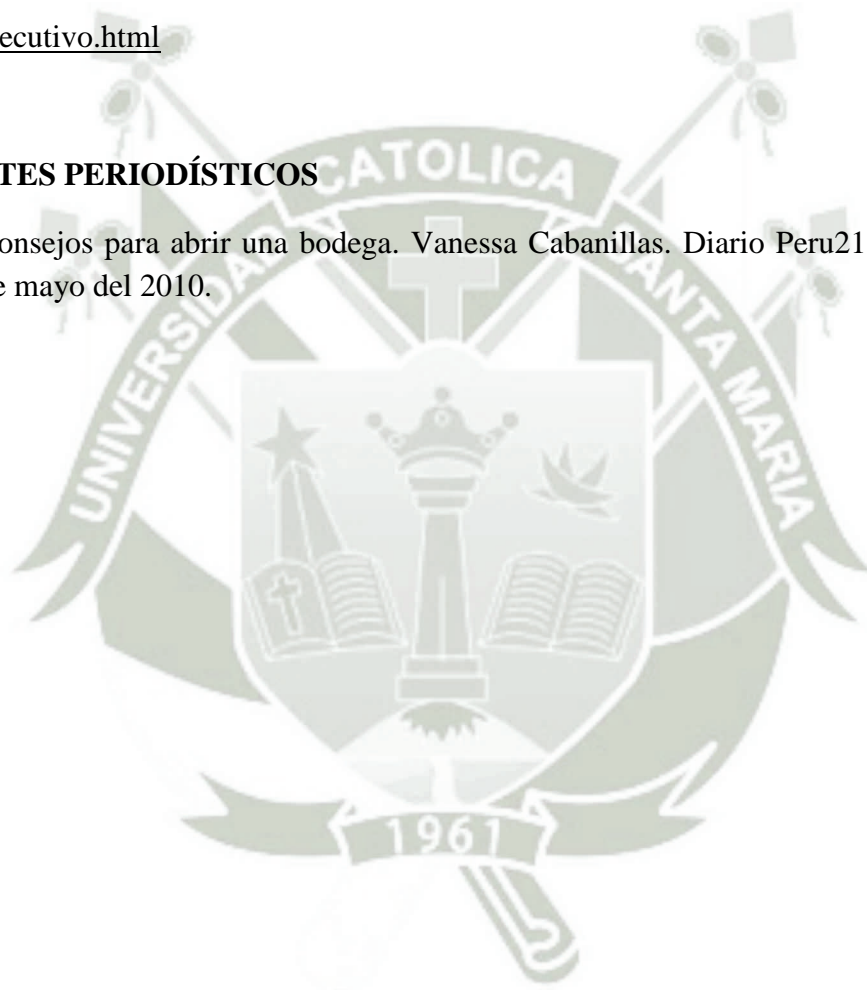 ecutivo.html
TES PERIODÍSTICOS
onsejos para abrir una bodega. Vanessa Cabanillas. Diario Peru21
e mayo del 2010.
UNIVERSIDAD CATOLICA SANTA MARIA
1961